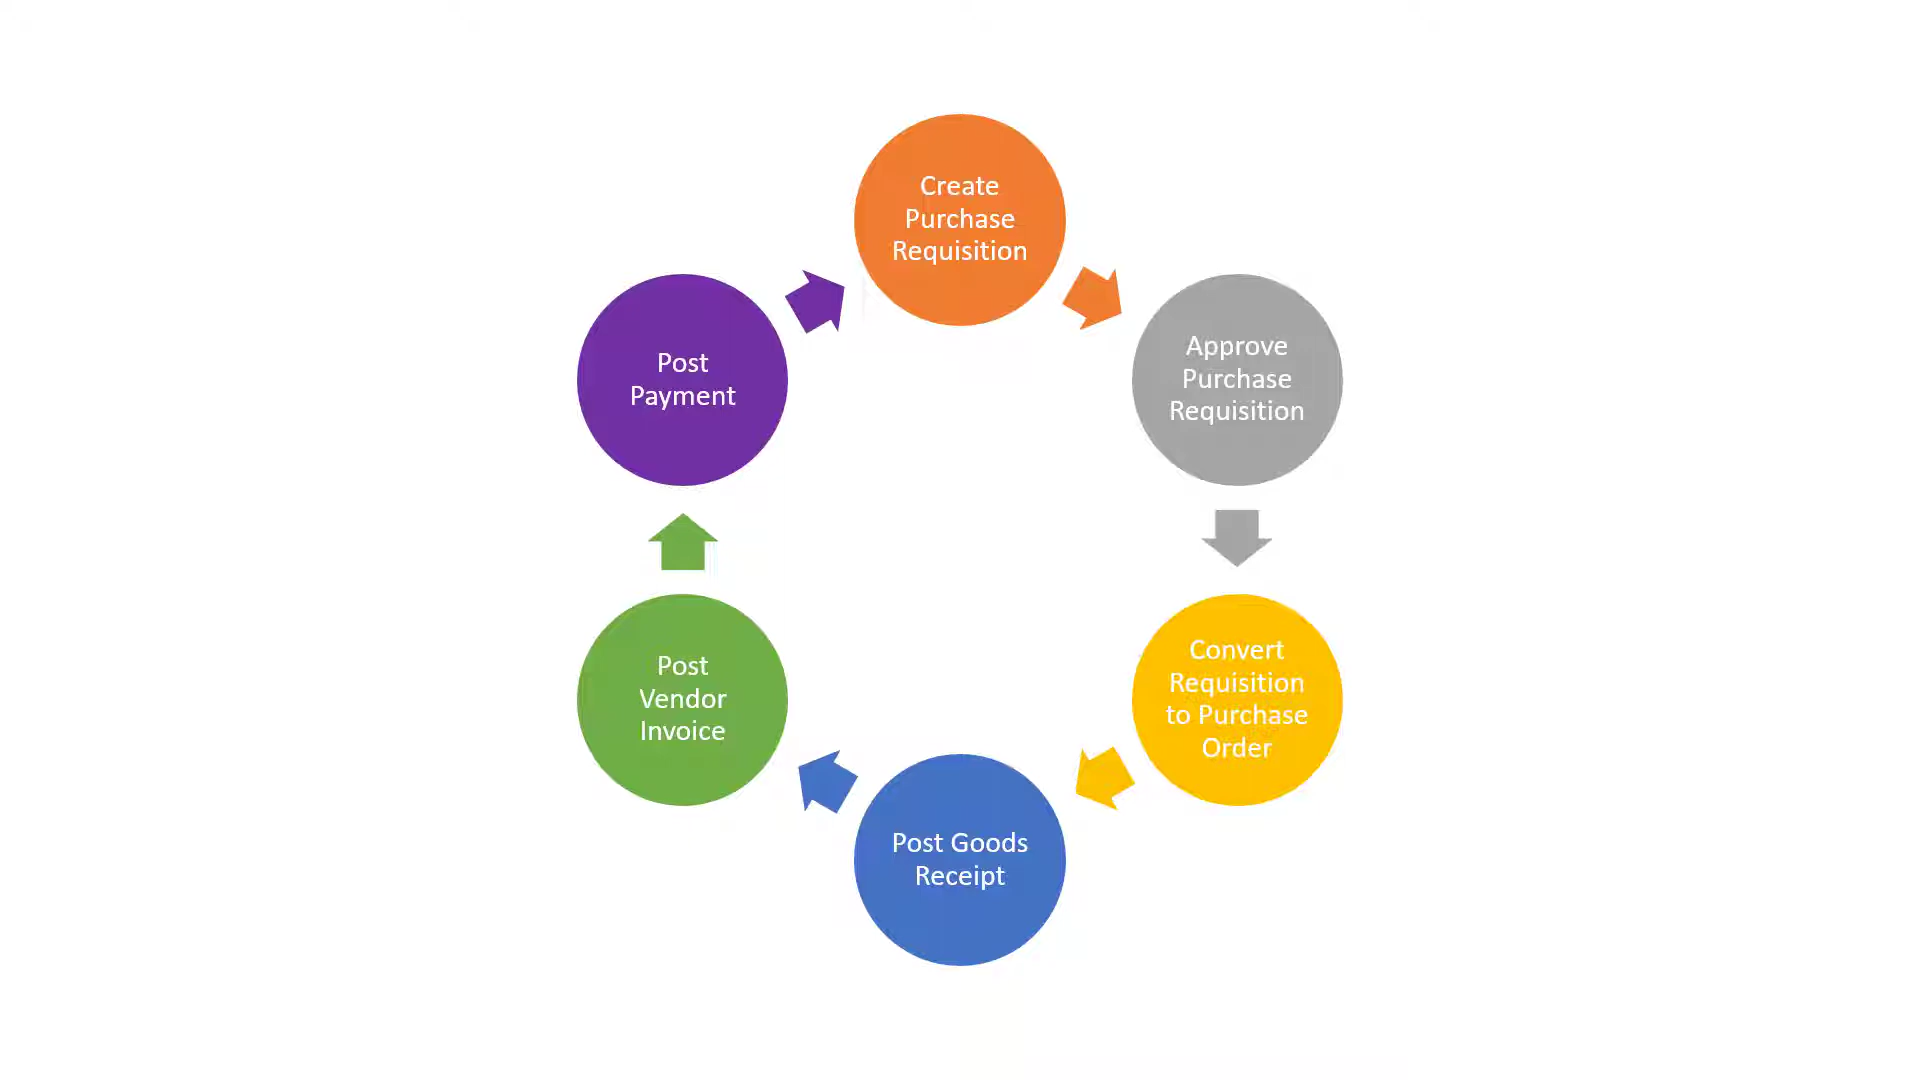 Create
Purchase
Requisition
Approve
Purchase
Requisition
Convert
Requisition
to Purchase
Order
Post Goods
Receipt
Post
Vendor
Invoice
Post
Payment